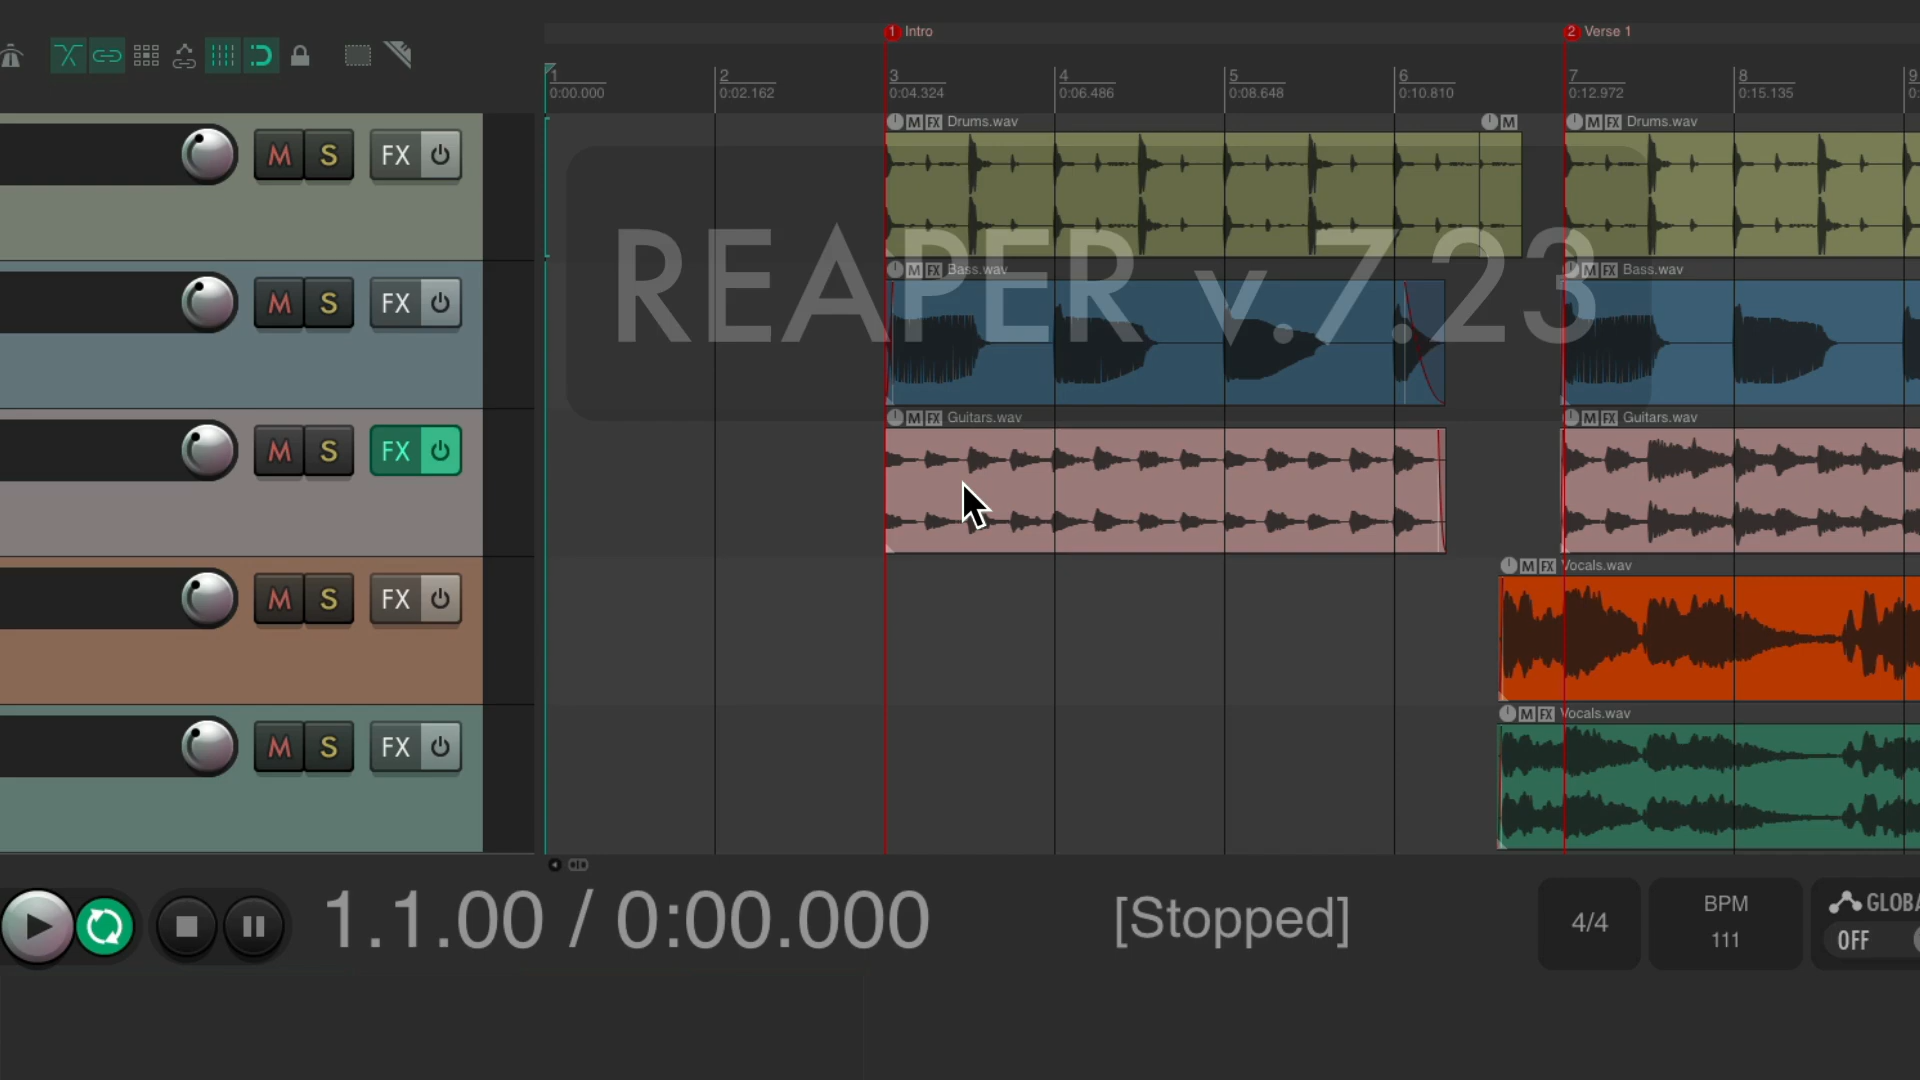 1 Intro
2 Verse 1
1 2 3 4 5 6 7 8 9
0:00.000 0:02.162 0:04.324 0:06.486 0:08.648 0:10.810 0:12.972 0:15.135 0:
M FX Drums.wav M M FX Drums.wav
M S FX
REAPER v.7.23
M FX Bass.wav M FX Bass.wav
M S FX
M FX Guitars.wav M FX Guitars.wav
M S FX
M FX Vocals.wav
M S FX
M FX Vocals.wav
M S FX
1.1.00 / 0:00.000 [Stopped]
4/4
BPM
111
GLOBA
OFF